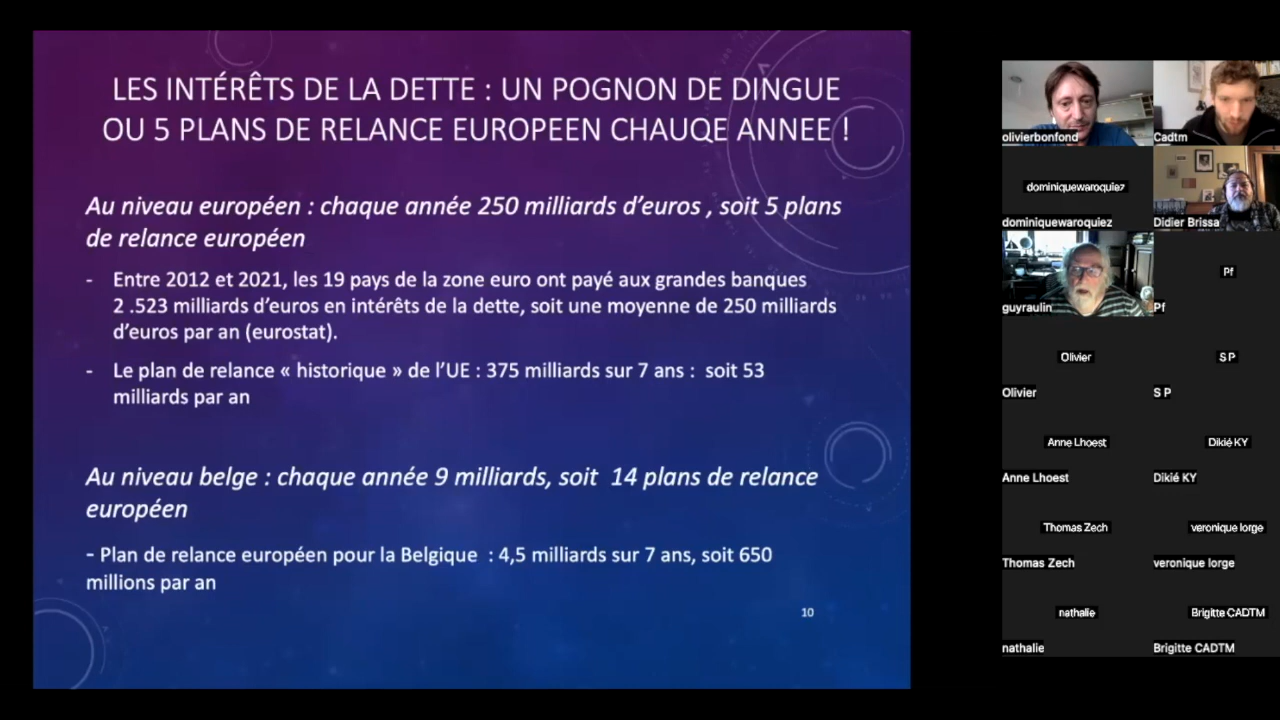 LES INTÉRÊTS DE LA DETTE : UN POGNON DE DINGUE
OU 5 PLANS DE RELANCE EUROPEEN CHAUQE ANNEE !
Au niveau européen : chaque année 250 milliards d’euros , soit 5 plans
de relance européen
- Entre 2012 et 2021, les 19 pays de la zone euro ont payé aux grandes banques
2 .523 milliards d’euros en intérêts de la dette, soit une moyenne de 250 milliards
d’euros par an (eurostat).
- Le plan de relance « historique » de l’UE : 375 milliards sur 7 ans : soit 53
milliards par an
Au niveau belge : chaque année 9 milliards, soit 14 plans de relance
européen
- Plan de relance européen pour la Belgique : 4,5 milliards sur 7 ans, soit 650
millions par an
10
olivierbonfond
Cadtm
dominiquewaroquiez
dominiquewaroquiez
Didier Brissa
guyraulin
Pf
Pf
Olivier
S P
Olivier
S P
Anne Lhoest
Dikié KY
Anne Lhoest
Dikié KY
Thomas Zech
veronique lorge
Thomas Zech
veronique lorge
nathalie
Brigitte CADTM
nathalie
Brigitte CADTM